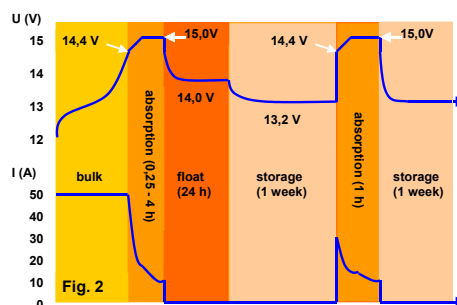 U (V)
15
14
13
12
14,4 V
15,0V
14,0 V
13,2 V
14,4 V
15,0V
I (A)
50
40
30
20
10
0
bulk
absorption (0,25 - 4 h)
float
(24 h)
storage
(1 week)
absorption (1 h)
storage
(1 week)
Fig. 2